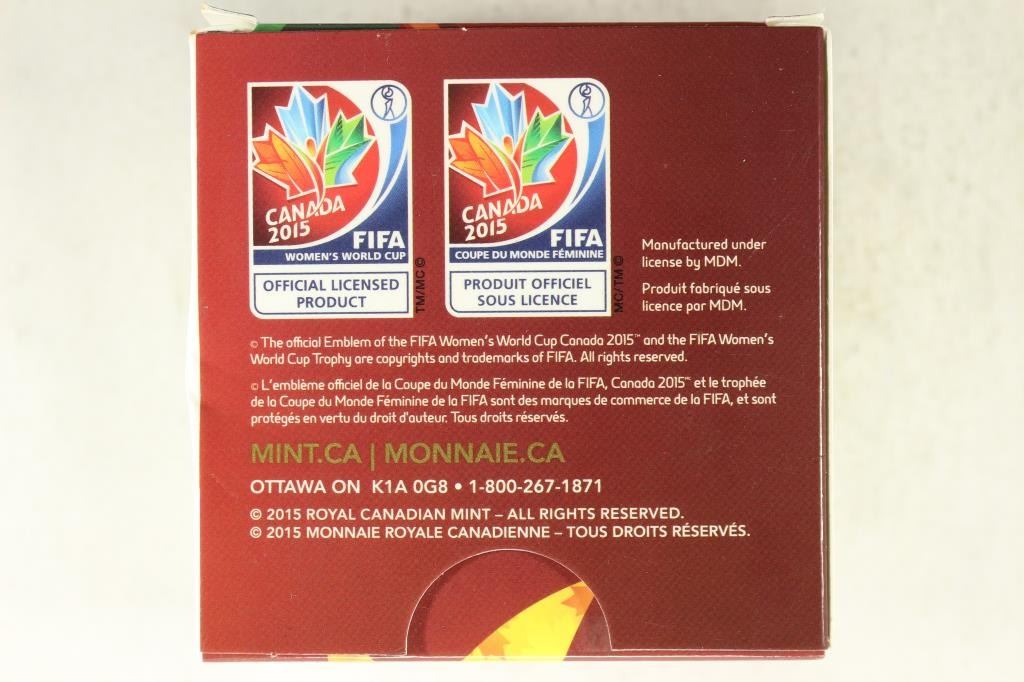 CANADA
2015
FIFA
WOMEN'S WORLD CUP
OFFICIAL LICENSED
PRODUCT
TM/MC ©
CANADA
2015
FIFA
COUPE DU MONDE FÉMININE
PRODUIT OFFICIEL
SOUS LICENCE
MC/TM ©
Manufactured under
license by MDM.
Produit fabriqué sous
licence par MDM.
© The official Emblem of the FIFA Women's World Cup Canada 2015™ and the FIFA Women's
World Cup Trophy are copyrights and trademarks of FIFA. All rights reserved.
© L'emblème officiel de la Coupe du Monde Féminine de la FIFA, Canada 2015ᴹᶜ et le trophée
de la Coupe du Monde Féminine de la FIFA sont des marques de commerce de la FIFA, et sont
protégés en vertu du droit d'auteur. Tous droits réservés.
MINT.CA | MONNAIE.CA
OTTAWA ON K1A 0G8 • 1-800-267-1871
© 2015 ROYAL CANADIAN MINT – ALL RIGHTS RESERVED.
© 2015 MONNAIE ROYALE CANADIENNE – TOUS DROITS RÉSERVÉS.